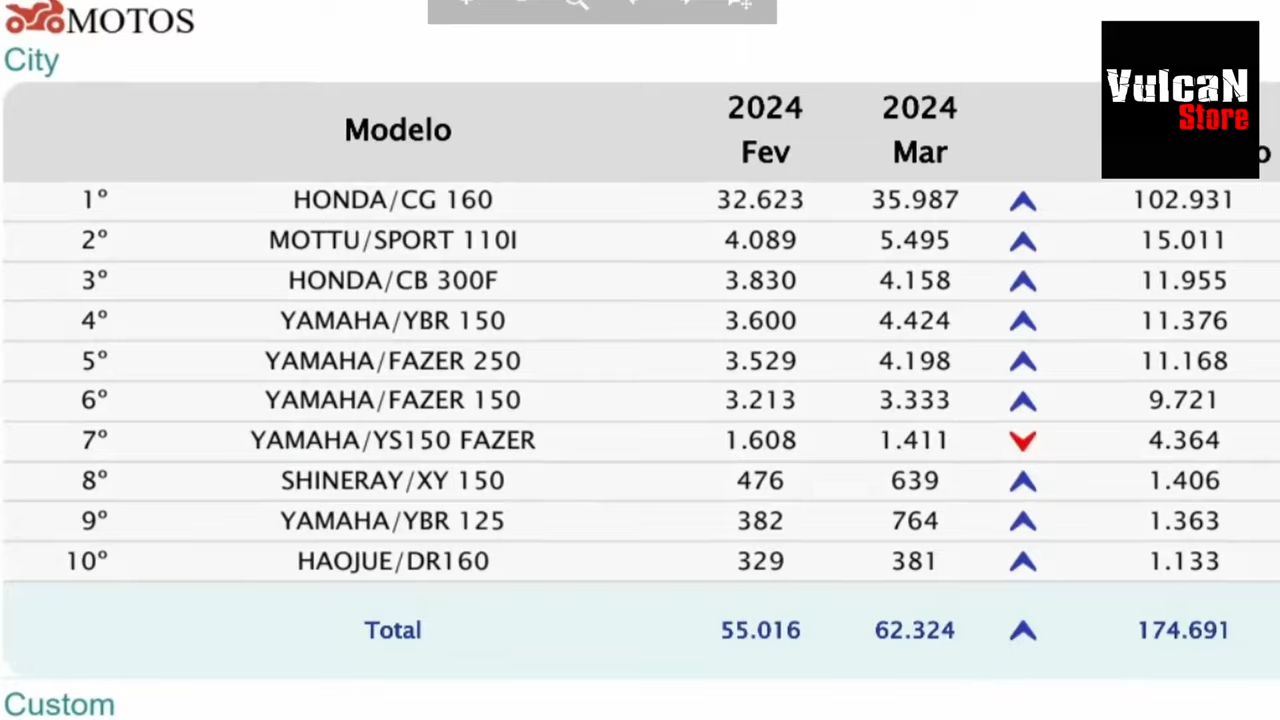 MOTOS
City
Vulcan
Store
Modelo 2024 Fev 2024 Mar
1º HONDA/CG 160 32.623 35.987 102.931
2º MOTTU/SPORT 110I 4.089 5.495 15.011
3º HONDA/CB 300F 3.830 4.158 11.955
4º YAMAHA/YBR 150 3.600 4.424 11.376
5º YAMAHA/FAZER 250 3.529 4.198 11.168
6º YAMAHA/FAZER 150 3.213 3.333 9.721
7º YAMAHA/YS150 FAZER 1.608 1.411 4.364
8º SHINERAY/XY 150 476 639 1.406
9º YAMAHA/YBR 125 382 764 1.363
10º HAOJUE/DR160 329 381 1.133
Total 55.016 62.324 174.691
Custom